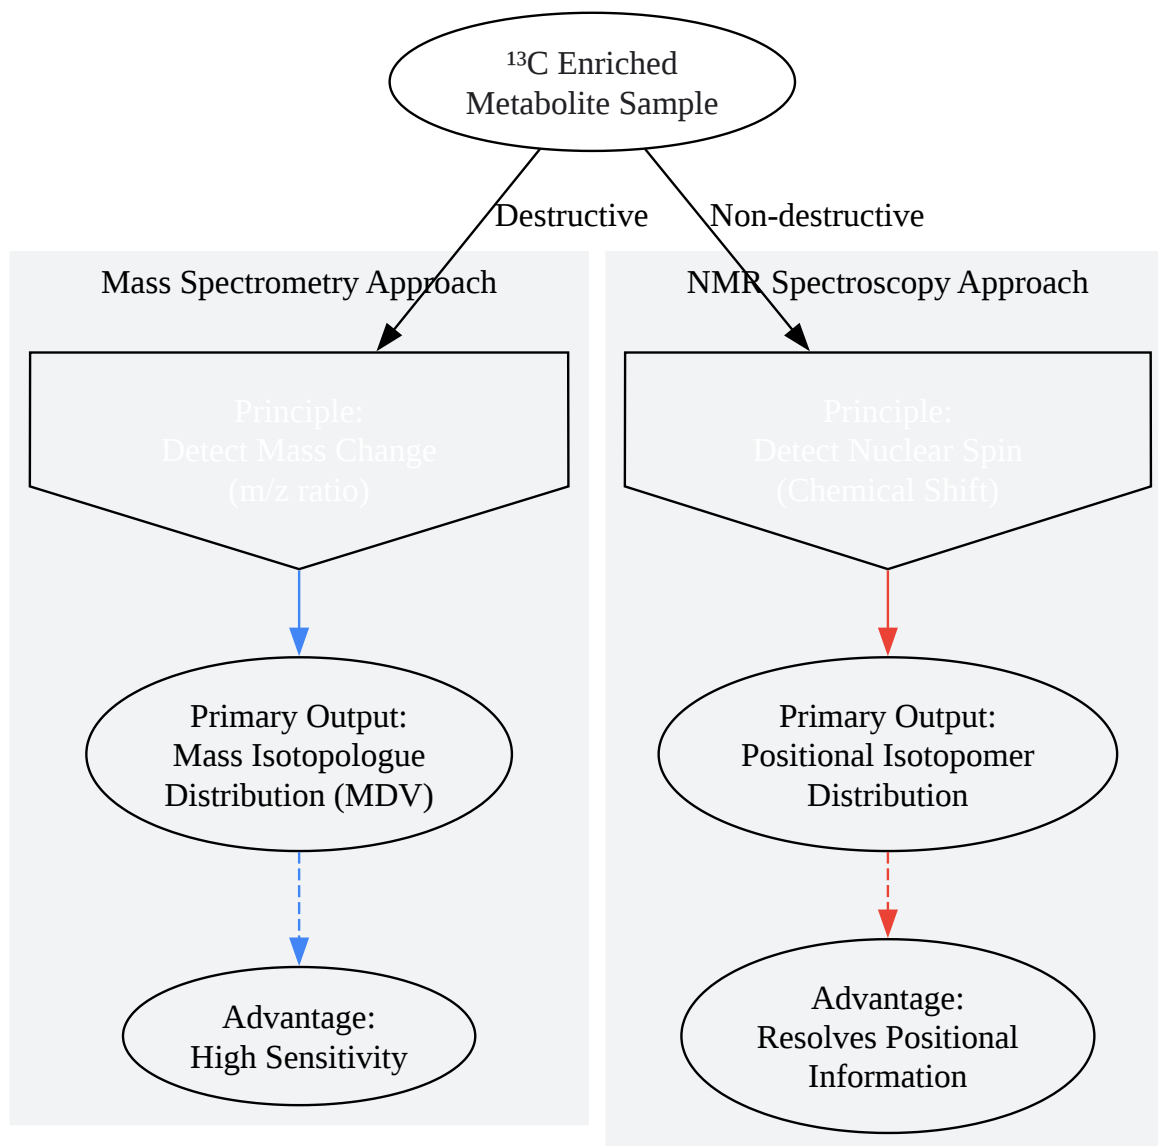 ¹³C Enriched
Metabolite Sample
Destructive
Non-destructive
Mass Spectrometry Approach
Principle:
Detect Mass Change
(m/z ratio)
Primary Output:
Mass Isotopologue
Distribution (MDV)
Advantage:
High Sensitivity
NMR Spectroscopy Approach
Principle:
Detect Nuclear Spin
(Chemical Shift)
Primary Output:
Positional Isotopomer
Distribution
Advantage:
Resolves Positional
Information